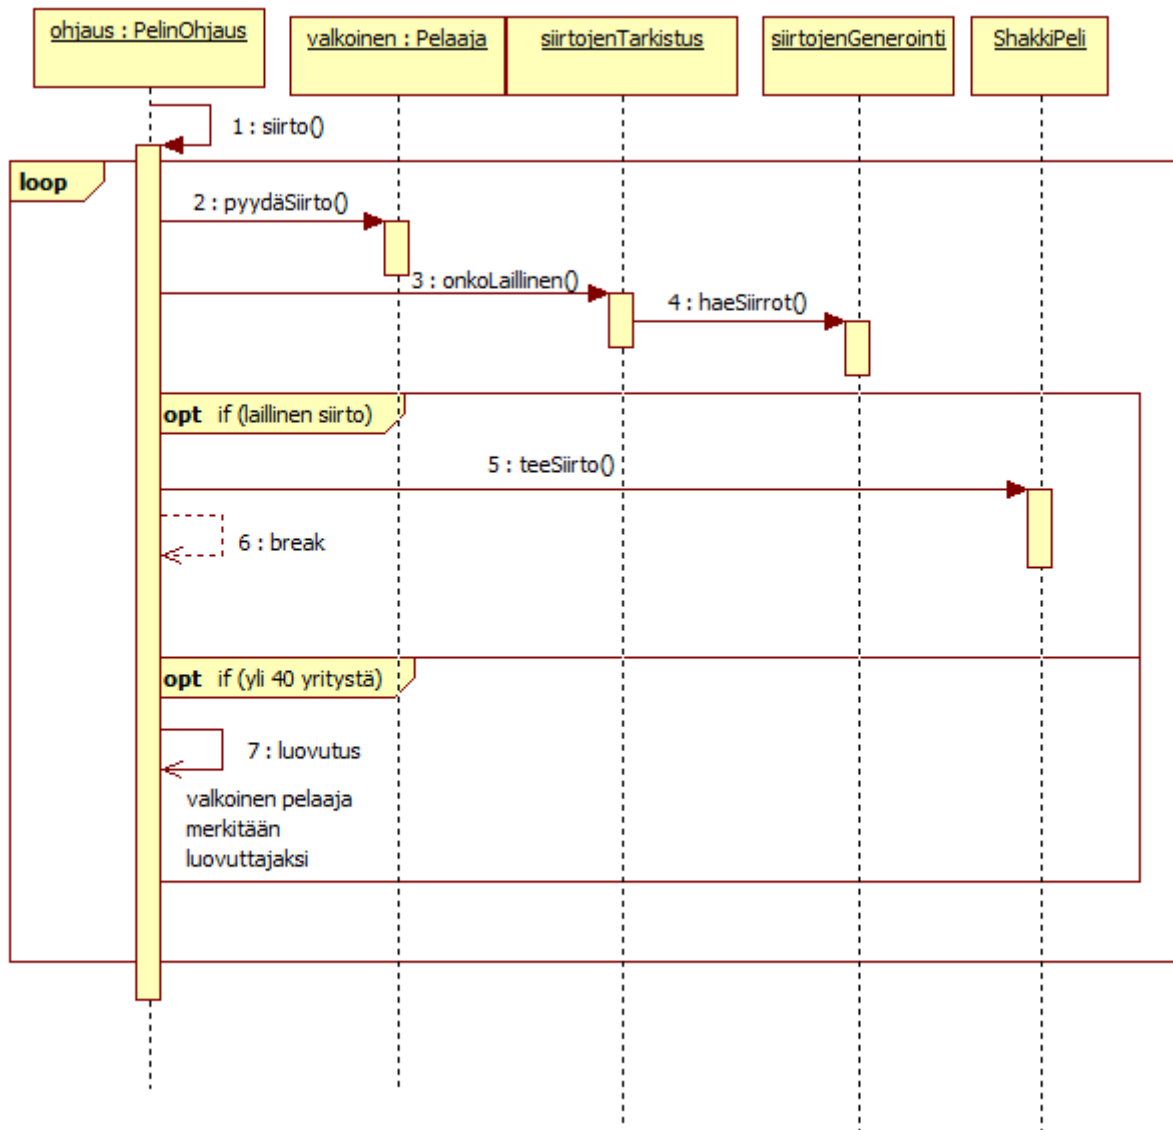 ohjaus : PelinOhjaus
valkoinen : Pelaaja
siirtojenTarkistus
siirtojenGenerointi
ShakkiPeli
1 : siirto()
loop
2 : pyydäSiirto()
3 : onkoLaillinen()
4 : haeSiirrot()
opt if (laillinen siirto)
5 : teeSiirto()
6 : break
opt if (yli 40 yritystä)
7 : luovutus
valkoinen pelaaja
merkitään
luovuttajaksi